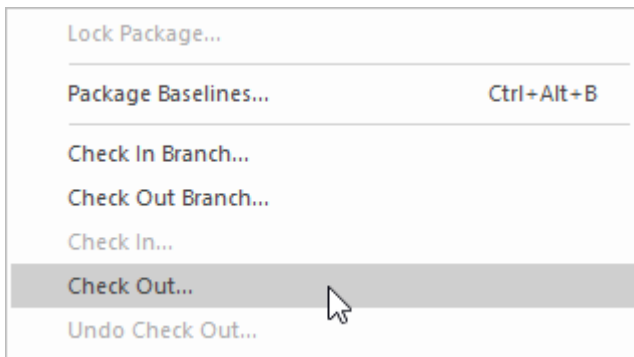 Lock Package...
Package Baselines... Ctrl+Alt+B
Check In Branch...
Check Out Branch...
Check In...
Check Out...
Undo Check Out...